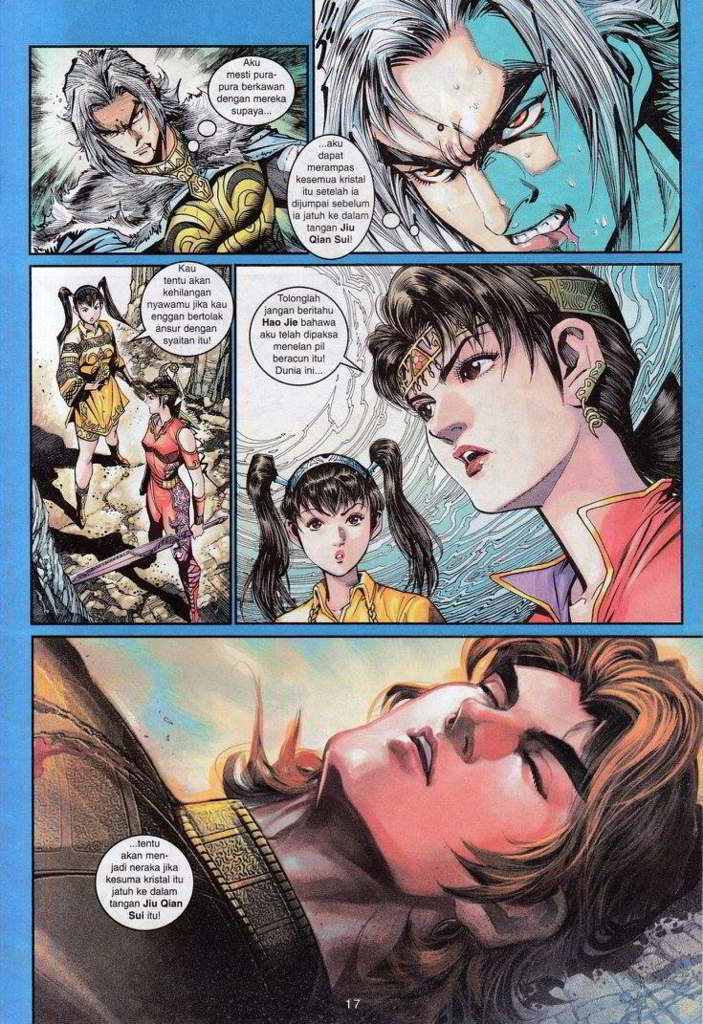 Aku
mesti pura-
pura berkawan
dengan mereka
supaya...
...aku
dapat
merampas
kesemua kristal
itu setelah ia
dijumpai sebelum
ia jatuh ke dalam
tangan Jiu
Qian Sui!
Kau
tentu akan
kehilangan
nyawamu jika kau
enggan bertolak
ansur dengan
syaitan itu!
Tolonglah
jangan beritahu
Hao Jie bahawa
aku telah dipaksa
menelan pil
beracun itu!
Dunia ini...
...tentu
akan men-
jadi neraka jika
kesuma kristal itu
jatuh ke dalam
tangan Jiu Qian
Sui itu!
17